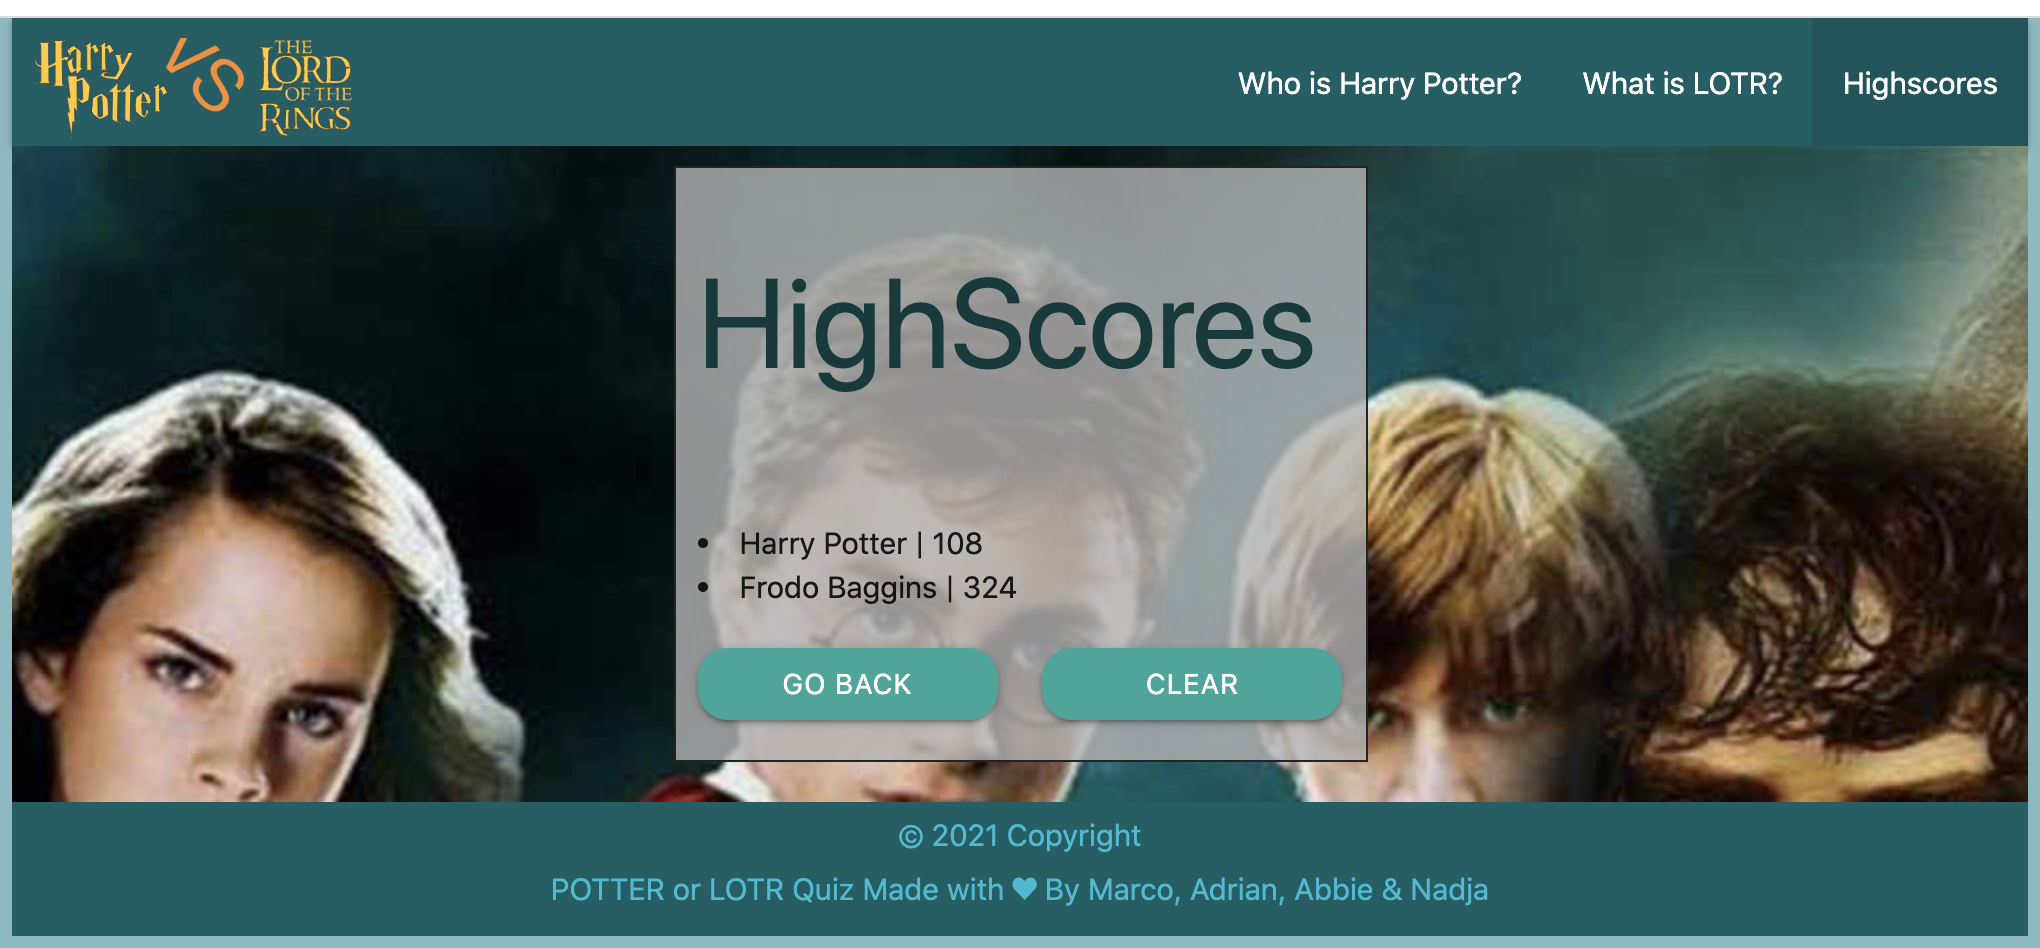 Harry Potter VS THE LORD OF THE RINGS
Who is Harry Potter? What is LOTR? Highscores
HighScores
• Harry Potter | 108
• Frodo Baggins | 324
GO BACK CLEAR
© 2021 Copyright
POTTER or LOTR Quiz Made with ♥ By Marco, Adrian, Abbie & Nadja